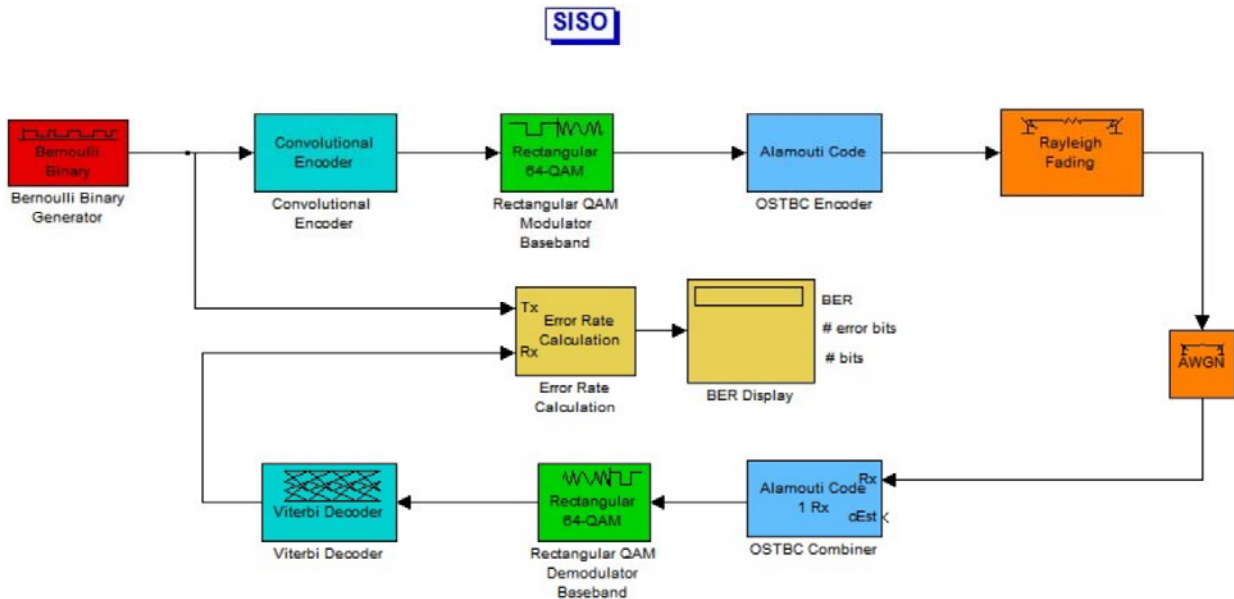 SISO
Bernoulli
Binary
Bernoulli Binary
Generator
Convolutional
Encoder
Convolutional
Encoder
Rectangular
64-QAM
Rectangular QAM
Modulator
Baseband
Alamouti Code
OSTBC Encoder
Rayleigh
Fading
Tx
Rx
Error Rate
Calculation
Error Rate
Calculation
BER
# error bits
# bits
BER Display
AWGN
Viterbi Decoder
Viterbi Decoder
Rectangular
64-QAM
Rectangular QAM
Demodulator
Baseband
Alamouti Code
1 Rx
Rx
cEst
OSTBC Combiner